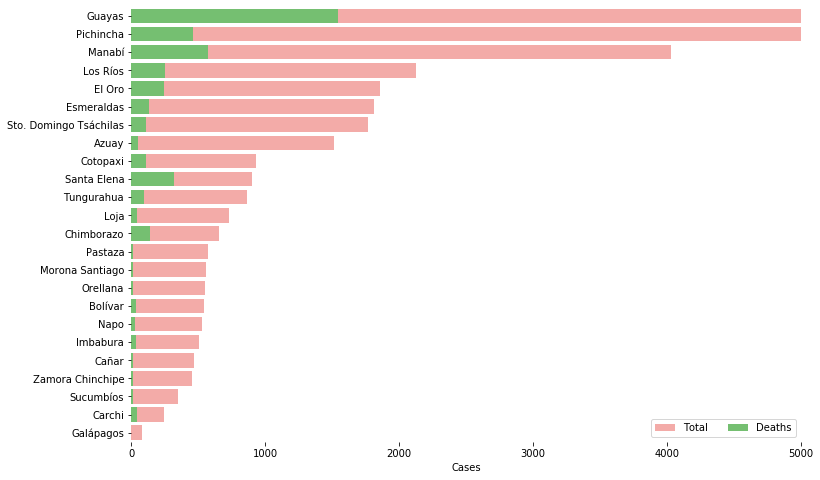 Guayas
Pichincha
Manabí
Los Ríos
El Oro
Esmeraldas
Sto. Domingo Tsáchilas
Azuay
Cotopaxi
Santa Elena
Tungurahua
Loja
Chimborazo
Pastaza
Morona Santiago
Orellana
Bolívar
Napo
Imbabura
Cañar
Zamora Chinchipe
Sucumbíos
Carchi
Galápagos
Total Deaths
0 1000 2000 3000 4000 5000
Cases